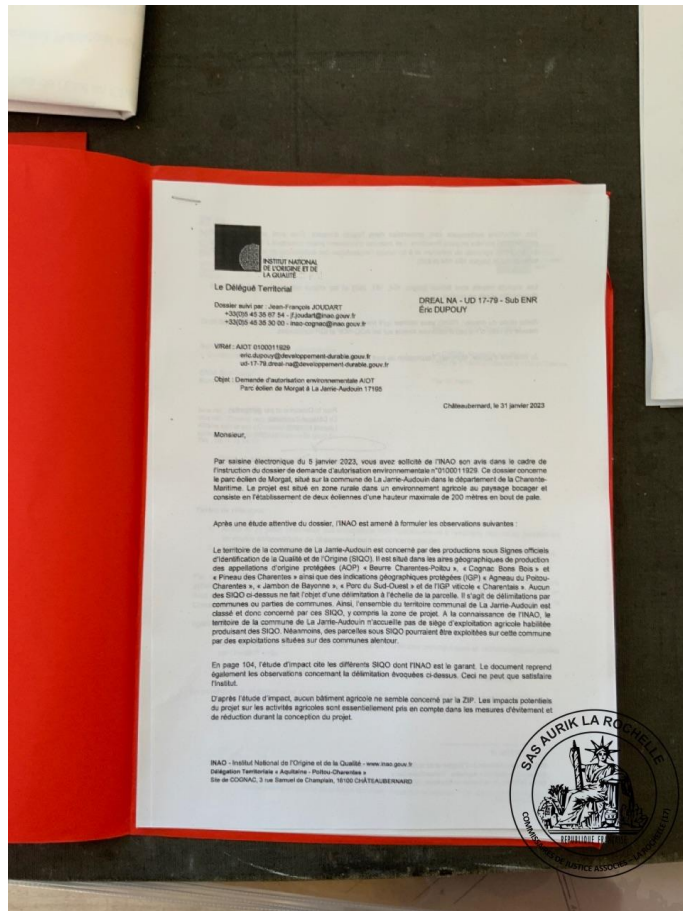 INSTITUT NATIONAL
DE L'ORIGINE ET DE
LA QUALITÉ
Le Délégué Territorial
Dossier suivi par : Jean-François JOUDART
+33(0)5 45 35 67 54 - jf.joudart@inao.gouv.fr
+33(0)5 45 35 30 00 - inao-cognac@inao.gouv.fr
DREAL NA - UD 17-79 - Sub ENR
Éric DUPOUY
V/Réf : AIOT 0100011929
eric.dupouy@developpement-durable.gouv.fr
ud-17-79.dreal-na@developpement-durable.gouv.fr
Objet : Demande d'autorisation environnementale AIOT
Parc éolien de Morgat à La Jarrie-Audouin 17195
Châteaubernard, le 31 janvier 2023
Monsieur,
Par saisine électronique du 5 janvier 2023, vous avez sollicité de l'INAO son avis dans le cadre de
l'instruction du dossier de demande d'autorisation environnementale n°0100011929. Ce dossier concerne
le parc éolien de Morgat, situé sur la commune de La Jarrie-Audouin dans le département de la Charente-
Maritime. Le projet est situé en zone rurale dans un environnement agricole au paysage bocager et
consiste en l'établissement de deux éoliennes d'une hauteur maximale de 200 mètres en bout de pale.
Après une étude attentive du dossier, l'INAO est amené à formuler les observations suivantes :
Le territoire de la commune de La Jarrie-Audouin est concerné par des productions sous Signes officiels
d'Identification de la Qualité et de l'Origine (SIQO). Il est situé dans les aires géographiques de production
des appellations d'origine protégées (AOP) « Beurre Charentes-Poitou », « Cognac Bons Bois » et
« Pineau des Charentes » ainsi que des indications géographiques protégées (IGP) « Agneau du Poitou-
Charentes », « Jambon de Bayonne », « Porc du Sud-Ouest » et de l'IGP viticole « Charentais ». Aucun
des SIQO ci-dessus ne fait l'objet d'une délimitation à l'échelle de la parcelle. Il s'agit de délimitations par
communes ou parties de communes. Ainsi, l'ensemble du territoire communal de La Jarrie-Audouin est
classé et donc concerné par ces SIQO, y compris la zone de projet. A la connaissance de l'INAO, le
territoire de la commune de La Jarrie-Audouin n'accueille pas de siège d'exploitation agricole habilitée
produisant des SIQO. Néanmoins, des parcelles sous SIQO pourraient être exploitées sur cette commune
par des exploitations situées sur des communes alentour.
En page 104, l'étude d'impact cite les différents SIQO dont l'INAO est le garant. Le document reprend
également les observations concernant la délimitation évoquées ci-dessus. Ceci ne peut que satisfaire
l'Institut.
D'après l'étude d'impact, aucun bâtiment agricole ne semble concerné par la ZIP. Les impacts potentiels
du projet sur les activités agricoles sont essentiellement pris en compte dans les mesures d'évitement et
de réduction durant la conception du projet.
INAO - Institut National de l'Origine et de la Qualité - www.inao.gouv.fr
Délégation Territoriale « Aquitaine - Poitou-Charentes »
Site de COGNAC, 3 rue Samuel de Champlain, 16100 CHÂTEAUBERNARD
SAS AURIK LA ROCHELLE
COMMISSAIRES DE JUSTICE ASSOCIÉS - LA ROCHELLE (17)